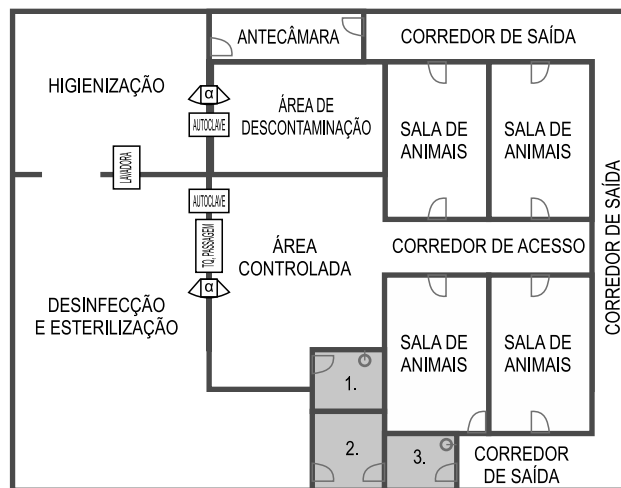 ANTECÂMARA
CORREDOR DE SAÍDA
HIGIENIZAÇÃO
α
AUTOCLAVE
ÁREA DE
DESCONTAMINAÇÃO
SALA DE
ANIMAIS
SALA DE
ANIMAIS
LAVADORA
AUTOCLAVE
TQ. PASSAGEM
α
ÁREA
CONTROLADA
CORREDOR DE ACESSO
CORREDOR DE SAÍDA
DESINFECÇÃO
E ESTERILIZAÇÃO
SALA DE
ANIMAIS
SALA DE
ANIMAIS
1.
2.
3.
CORREDOR
DE SAÍDA